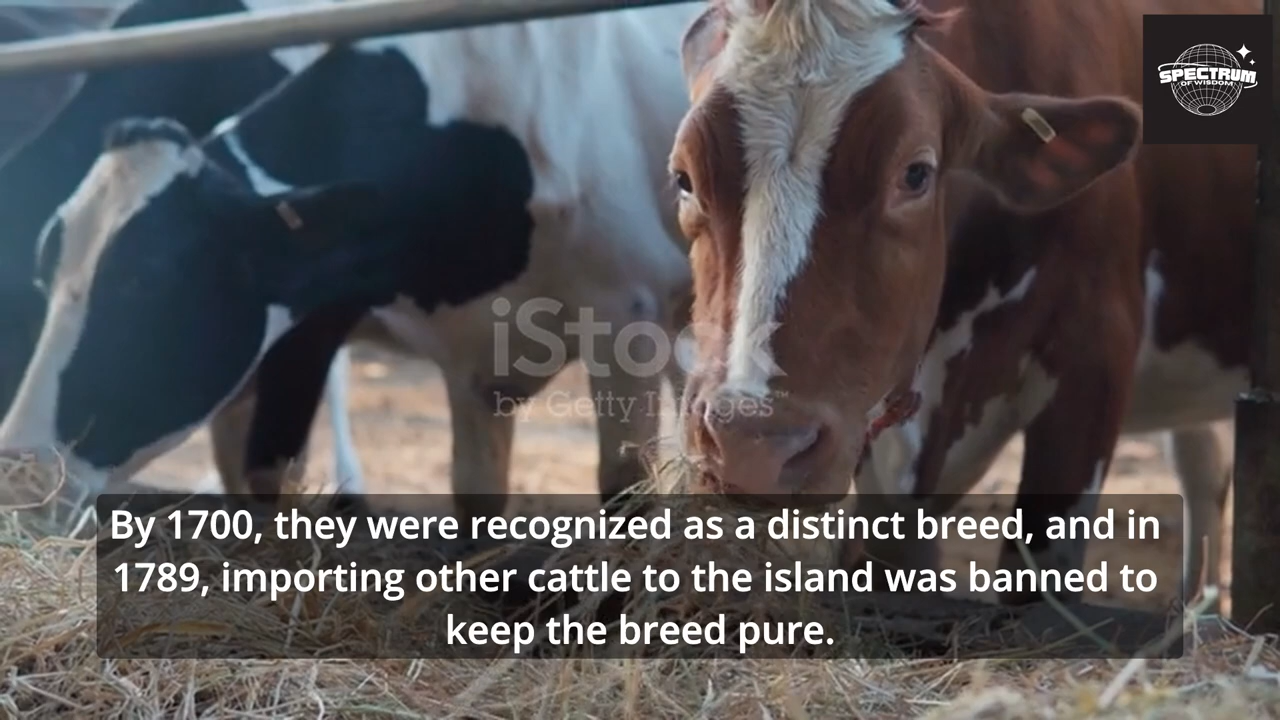 SPECTRUM
OF WISDOM
iStock
by Getty Images™
By 1700, they were recognized as a distinct breed, and in
1789, importing other cattle to the island was banned to
keep the breed pure.